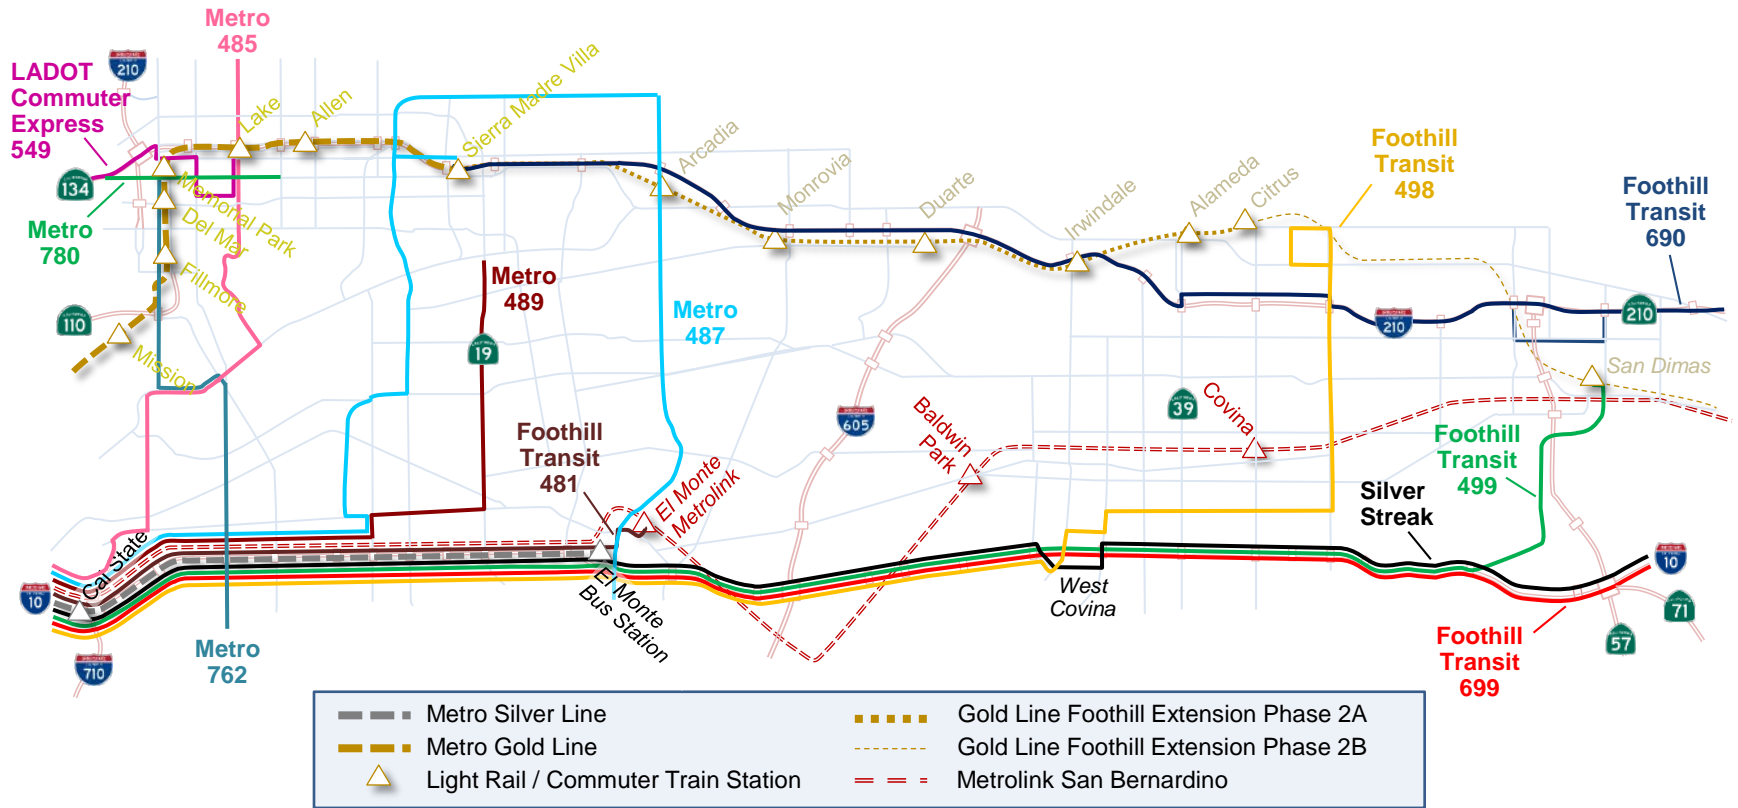 Metro
485
LADOT
Commuter
Express
549
210
134
Metro
780
110
Lake
Allen
Sierra Madre Villa
Memorial Park
Del Mar
Fillmore
Mission
Arcadia
Monrovia
Duarte
Irwindale
Alameda
Citrus
Foothill
Transit
498
Foothill
Transit
690
Metro
489
19
Metro
487
210
210
San Dimas
39
605
Baldwin
Park
Covina
Foothill
Transit
481
El Monte
Metrolink
Foothill
Transit
499
Silver
Streak
Cal State
10
El Monte
Bus Station
West
Covina
10
71
57
710
Metro
762
Foothill
Transit
699
Metro Silver Line
Metro Gold Line
Light Rail / Commuter Train Station
Gold Line Foothill Extension Phase 2A
Gold Line Foothill Extension Phase 2B
Metrolink San Bernardino